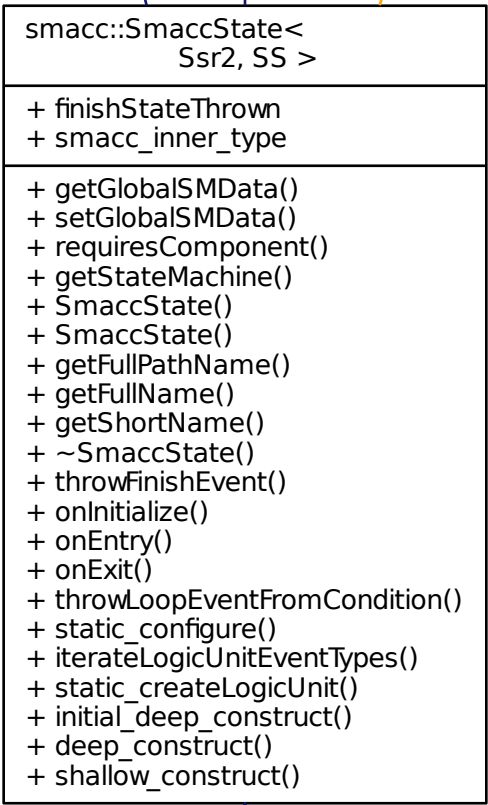 smacc::SmaccState<
Ssr2, SS >
+ finishStateThrown
+ smacc_inner_type
+ getGlobalSMData()
+ setGlobalSMData()
+ requiresComponent()
+ getStateMachine()
+ SmaccState()
+ SmaccState()
+ getFullPathName()
+ getFullName()
+ getShortName()
+ ~SmaccState()
+ throwFinishEvent()
+ onInitialize()
+ onEntry()
+ onExit()
+ throwLoopEventFromCondition()
+ static_configure()
+ iterateLogicUnitEventTypes()
+ static_createLogicUnit()
+ initial_deep_construct()
+ deep_construct()
+ shallow_construct()